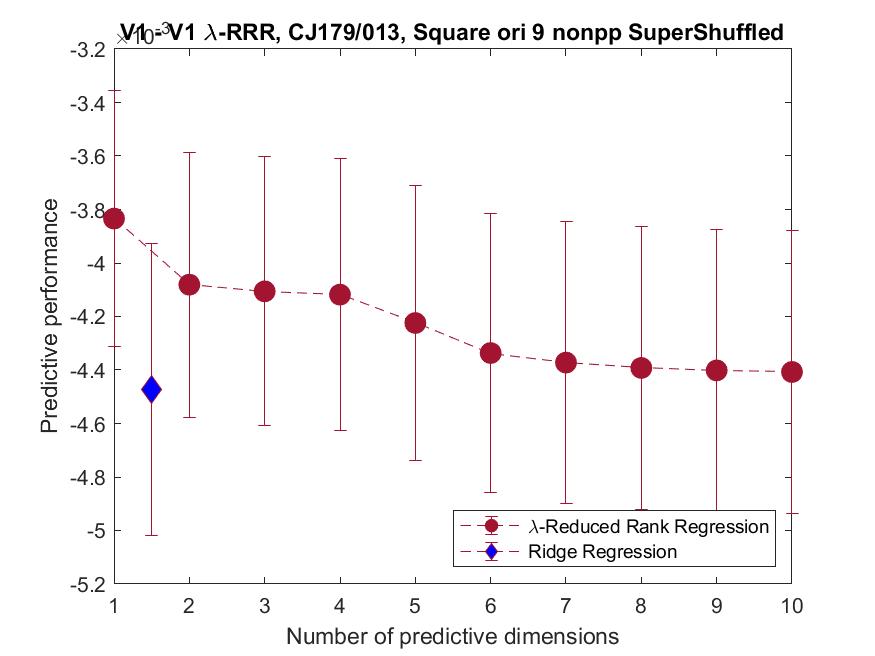 V1 - V1 λ-RRR, CJ179/013, Square ori 9 nonpp SuperShuffled
×10-3
-3.2
-3.4
-3.6
-3.8
-4
-4.2
-4.4
-4.6
-4.8
-5
-5.2
Predictive performance
λ-Reduced Rank Regression
Ridge Regression
1 2 3 4 5 6 7 8 9 10
Number of predictive dimensions